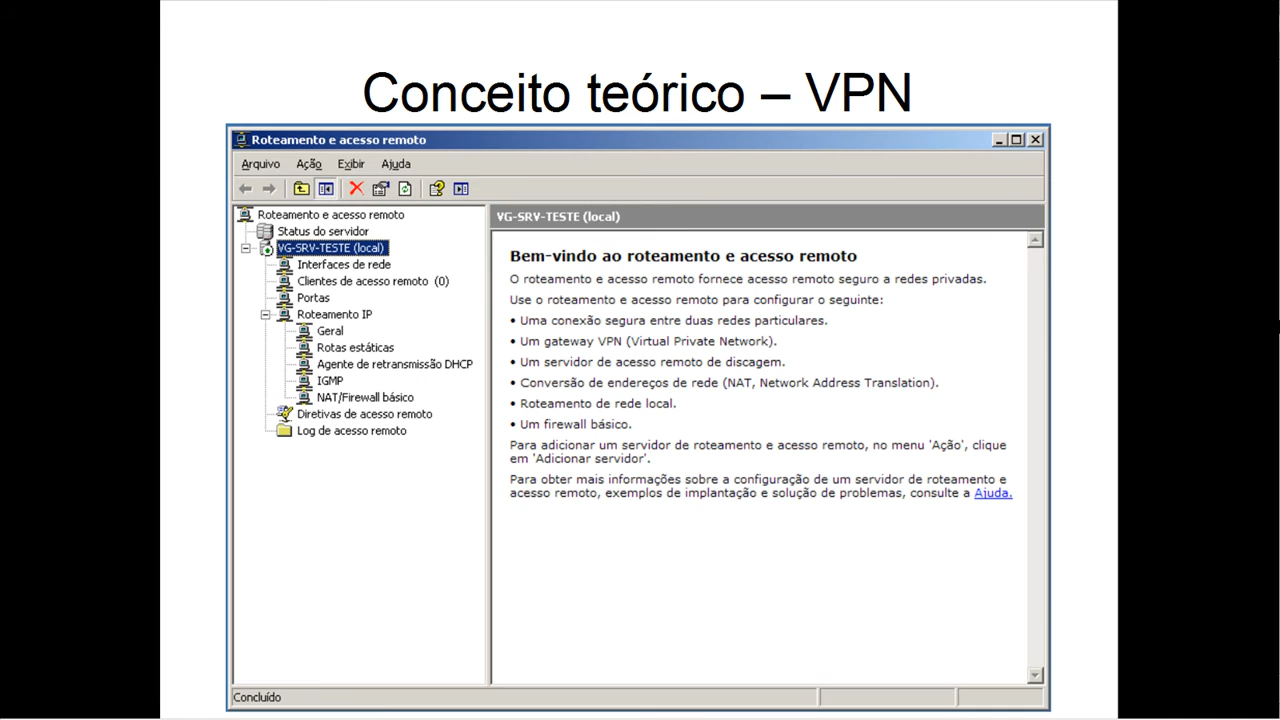 Conceito teórico – VPN
Roteamento e acesso remoto
Arquivo Ação Exibir Ajuda
Roteamento e acesso remoto
Status do servidor
VG-SRV-TESTE (local)
Interfaces de rede
Clientes de acesso remoto (0)
Portas
Roteamento IP
Geral
Rotas estáticas
Agente de retransmissão DHCP
IGMP
NAT/Firewall básico
Diretivas de acesso remoto
Log de acesso remoto
VG-SRV-TESTE (local)
Bem-vindo ao roteamento e acesso remoto
O roteamento e acesso remoto fornece acesso remoto seguro a redes privadas.
Use o roteamento e acesso remoto para configurar o seguinte:
• Uma conexão segura entre duas redes particulares.
• Um gateway VPN (Virtual Private Network).
• Um servidor de acesso remoto de discagem.
• Conversão de endereços de rede (NAT, Network Address Translation).
• Roteamento de rede local.
• Um firewall básico.
Para adicionar um servidor de roteamento e acesso remoto, no menu 'Ação', clique
em 'Adicionar servidor'.
Para obter mais informações sobre a configuração de um servidor de roteamento e
acesso remoto, exemplos de implantação e solução de problemas, consulte a Ajuda.
Concluído